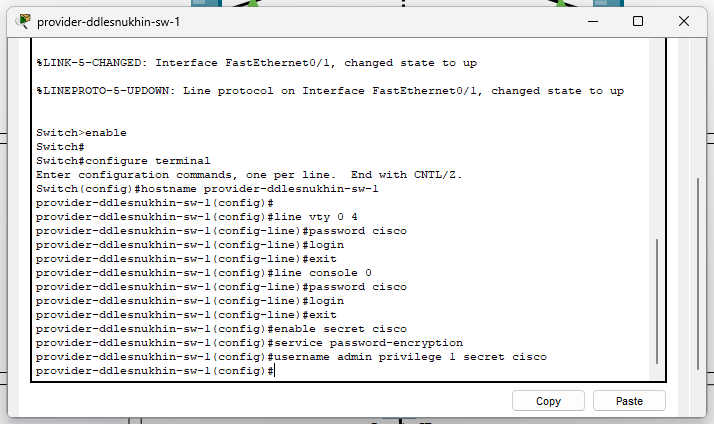 provider-ddlesnukhin-sw-1
%LINK-5-CHANGED: Interface FastEthernet0/1, changed state to up
%LINEPROTO-5-UPDOWN: Line protocol on Interface FastEthernet0/1, changed state to up
Switch>enable
Switch#
Switch#configure terminal
Enter configuration commands, one per line.  End with CNTL/Z.
Switch(config)#hostname provider-ddlesnukhin-sw-1
provider-ddlesnukhin-sw-1(config)#
provider-ddlesnukhin-sw-1(config)#line vty 0 4
provider-ddlesnukhin-sw-1(config-line)#password cisco
provider-ddlesnukhin-sw-1(config-line)#login
provider-ddlesnukhin-sw-1(config-line)#exit
provider-ddlesnukhin-sw-1(config)#line console 0
provider-ddlesnukhin-sw-1(config-line)#password cisco
provider-ddlesnukhin-sw-1(config-line)#login
provider-ddlesnukhin-sw-1(config-line)#exit
provider-ddlesnukhin-sw-1(config)#enable secret cisco
provider-ddlesnukhin-sw-1(config)#service password-encryption
provider-ddlesnukhin-sw-1(config)#username admin privilege 1 secret cisco
provider-ddlesnukhin-sw-1(config)#
Copy
Paste